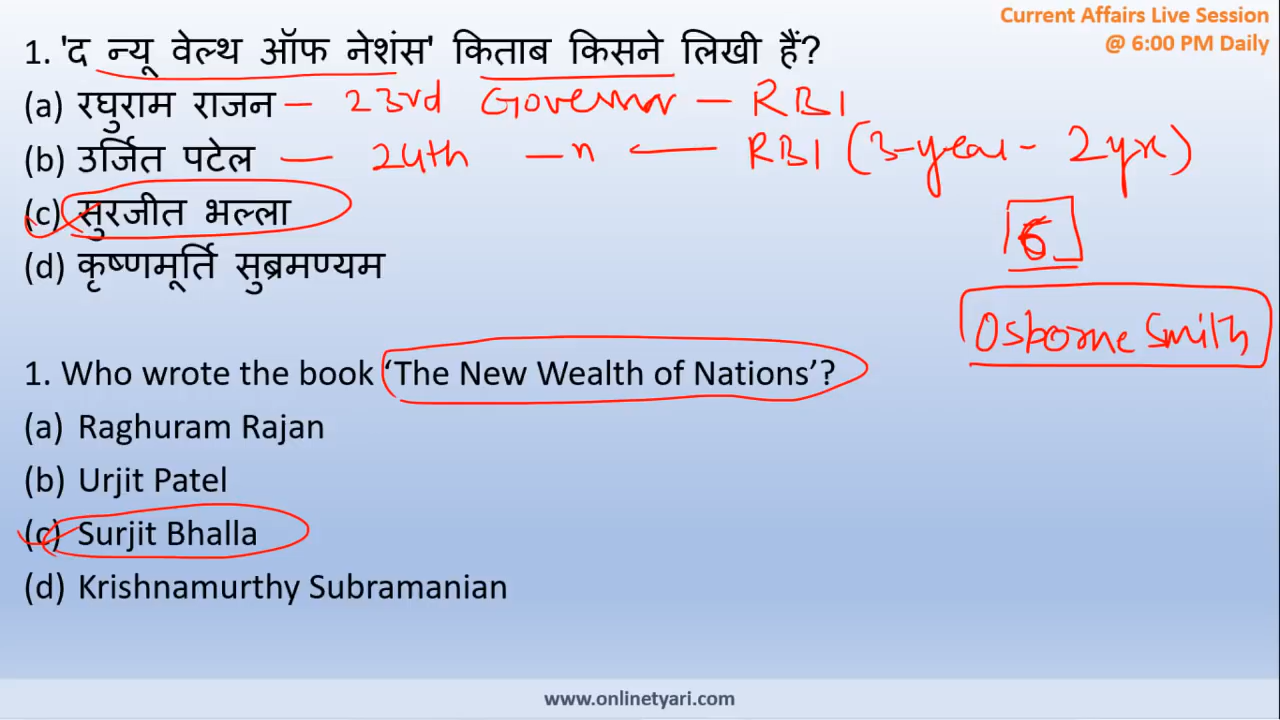 Current Affairs Live Session
@ 6:00 PM Daily
1. 'द न्यू वेल्थ ऑफ नेशंस' किताब किसने लिखी हैं?
(a) रघुराम राजन – 23rd Governor – RBI
(b) उर्जित पटेल — 24th — n — RBI (3-year - 2 yrs)
(c) सुरजीत भल्ला
6
(d) कृष्णमूर्ति सुब्रमण्यम
Osborne Smith
1. Who wrote the book ‘The New Wealth of Nations’?
(a) Raghuram Rajan
(b) Urjit Patel
(c) Surjit Bhalla
(d) Krishnamurthy Subramanian
www.onlinetyari.com